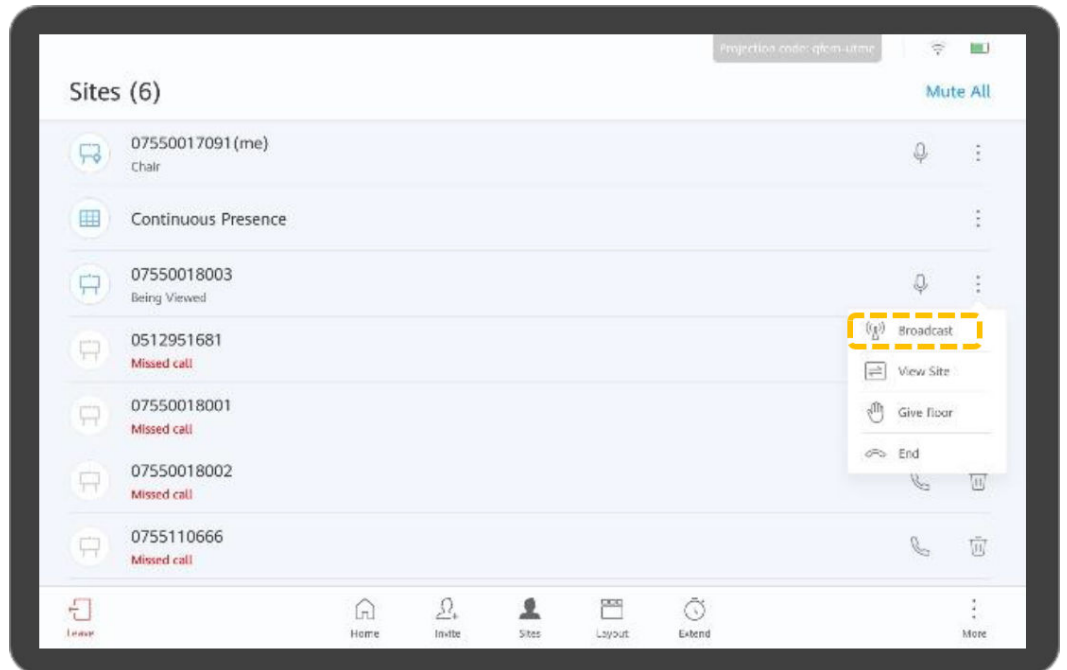 Projection code: qfem-utme
Sites (6)
Mute All
07550017091(me)
Chair
Continuous Presence
07550018003
Being Viewed
Broadcast
0512951681
Missed call
View Site
07550018001
Missed call
Give floor
End
07550018002
Missed call
0755110666
Missed call
Leave
Home
Invite
Sites
Layout
Extend
More